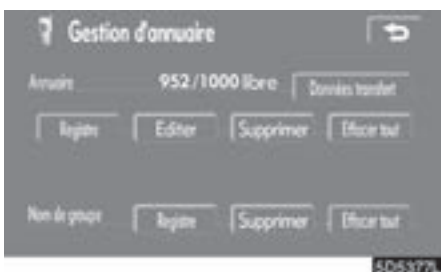 Gestion d'annuaire
Annuaire 952/1000 libre Données transfert
Registre Editer Supprimer Effacer tout
Nom de groupe Registre Supprimer Effacer tout
5D5377b